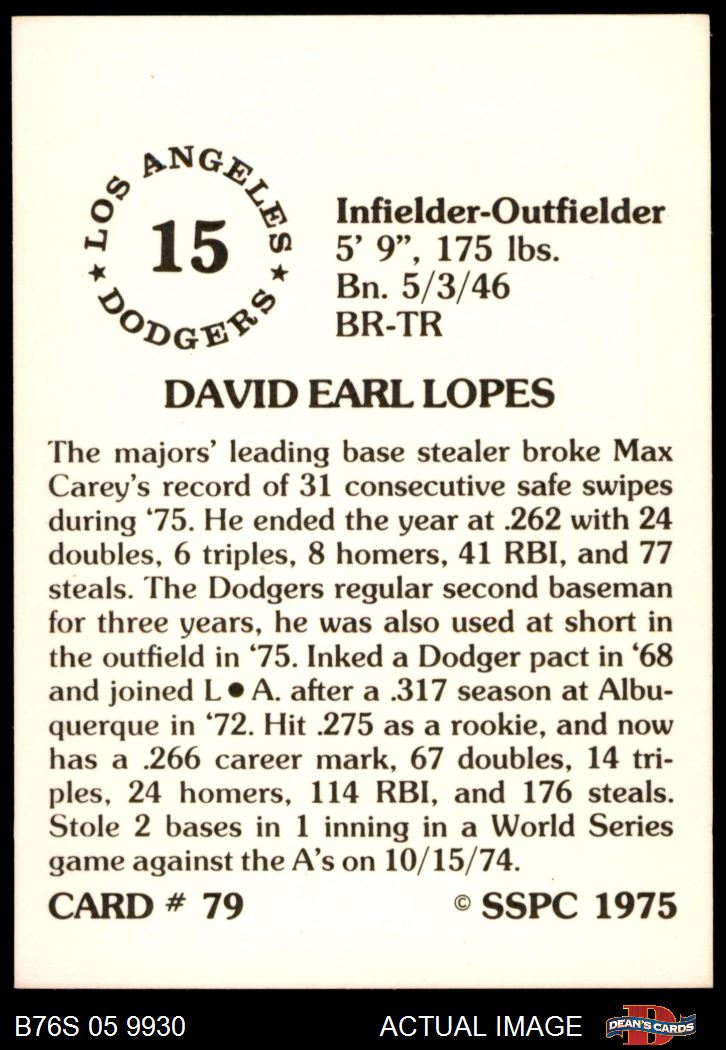 LOS ANGELES
15
★ DODGERS ★
Infielder-Outfielder
5' 9”, 175 lbs.
Bn. 5/3/46
BR-TR
DAVID EARL LOPES
The majors' leading base stealer broke Max
Carey's record of 31 consecutive safe swipes
during ‘75. He ended the year at .262 with 24
doubles, 6 triples, 8 homers, 41 RBI, and 77
steals. The Dodgers regular second baseman
for three years, he was also used at short in
the outfield in ‘75. Inked a Dodger pact in ‘68
and joined L●A. after a .317 season at Albu-
querque in ‘72. Hit .275 as a rookie, and now
has a .266 career mark, 67 doubles, 14 tri-
ples, 24 homers, 114 RBI, and 176 steals.
Stole 2 bases in 1 inning in a World Series
game against the A's on 10/15/74.
CARD # 79 © SSPC 1975
B76S 05 9930 ACTUAL IMAGE D DEAN'S CARDS